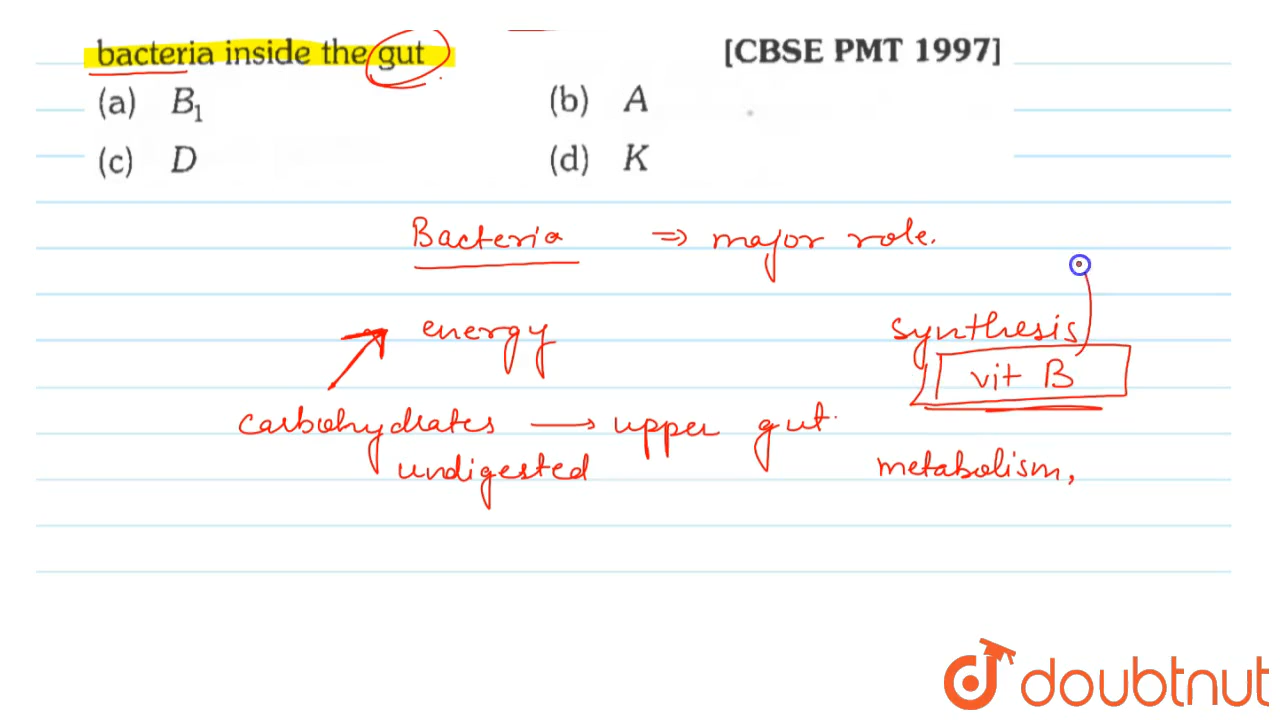 bacteria inside the gut [CBSE PMT 1997]
(a) B₁ (b) A
(c) D (d) K
Bacteria ⇒ major role.
energy synthesis
vit B
carbohydrates → upper gut.
undigested metabolism,
doubtnut